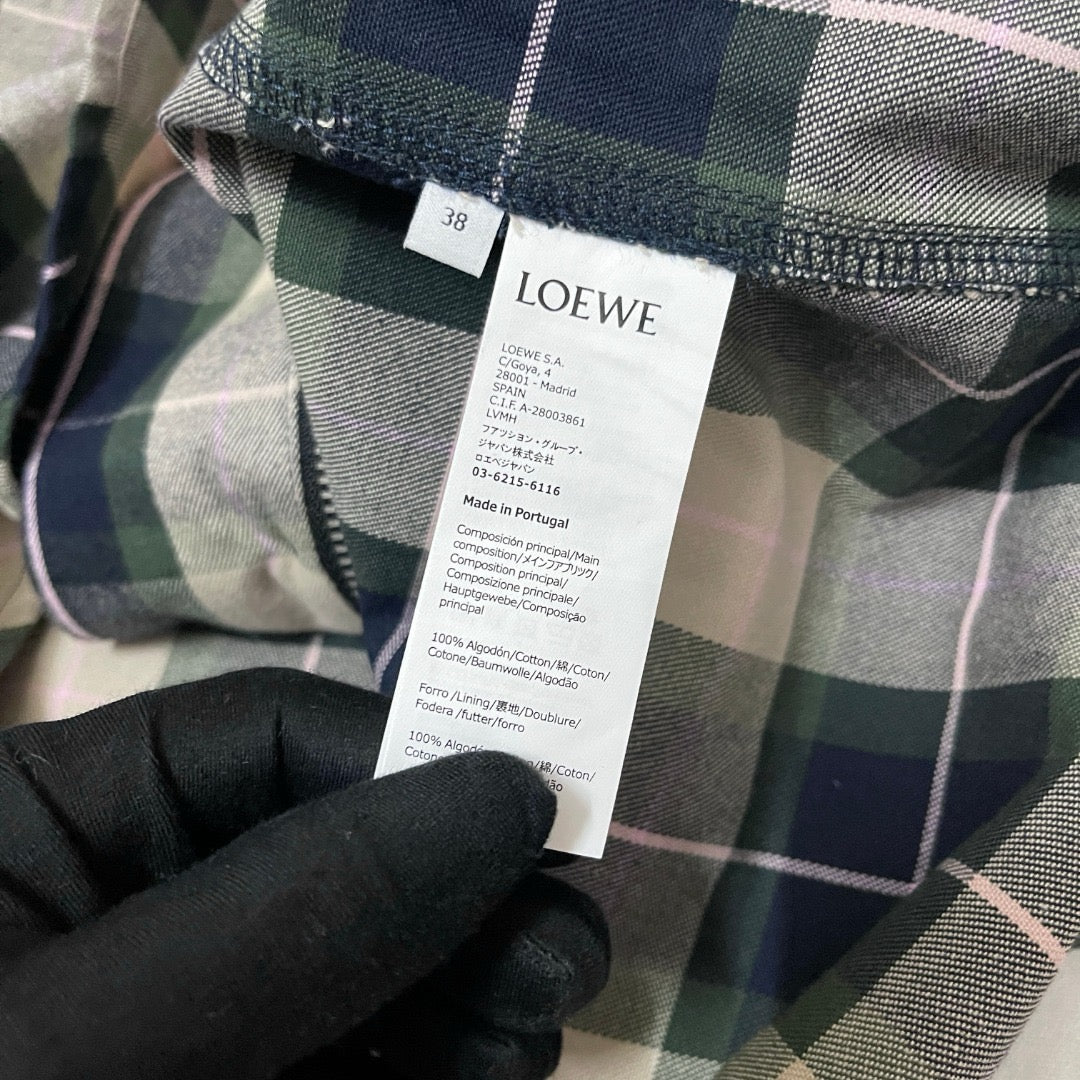 38
LOEWE
LOEWE S.A.
C/Goya, 4
28001 - Madrid
SPAIN
C.I.F. A-28003861
LVMH
ファッション・グループ・
ジャパン株式会社
ロエベジャパン
03-6215-6116
Made in Portugal
Composición principal/Main
composition/メインファブリック/
Composition principal/
Composizione principale/
Hauptgewebe/Composição
principal
100% Algodón/Cotton/綿/Coton/
Cotone/Baumwolle/Algodão
Forro /Lining/裏地/Doublure/
Fodera /futter/forro
100% /綿/Coton/